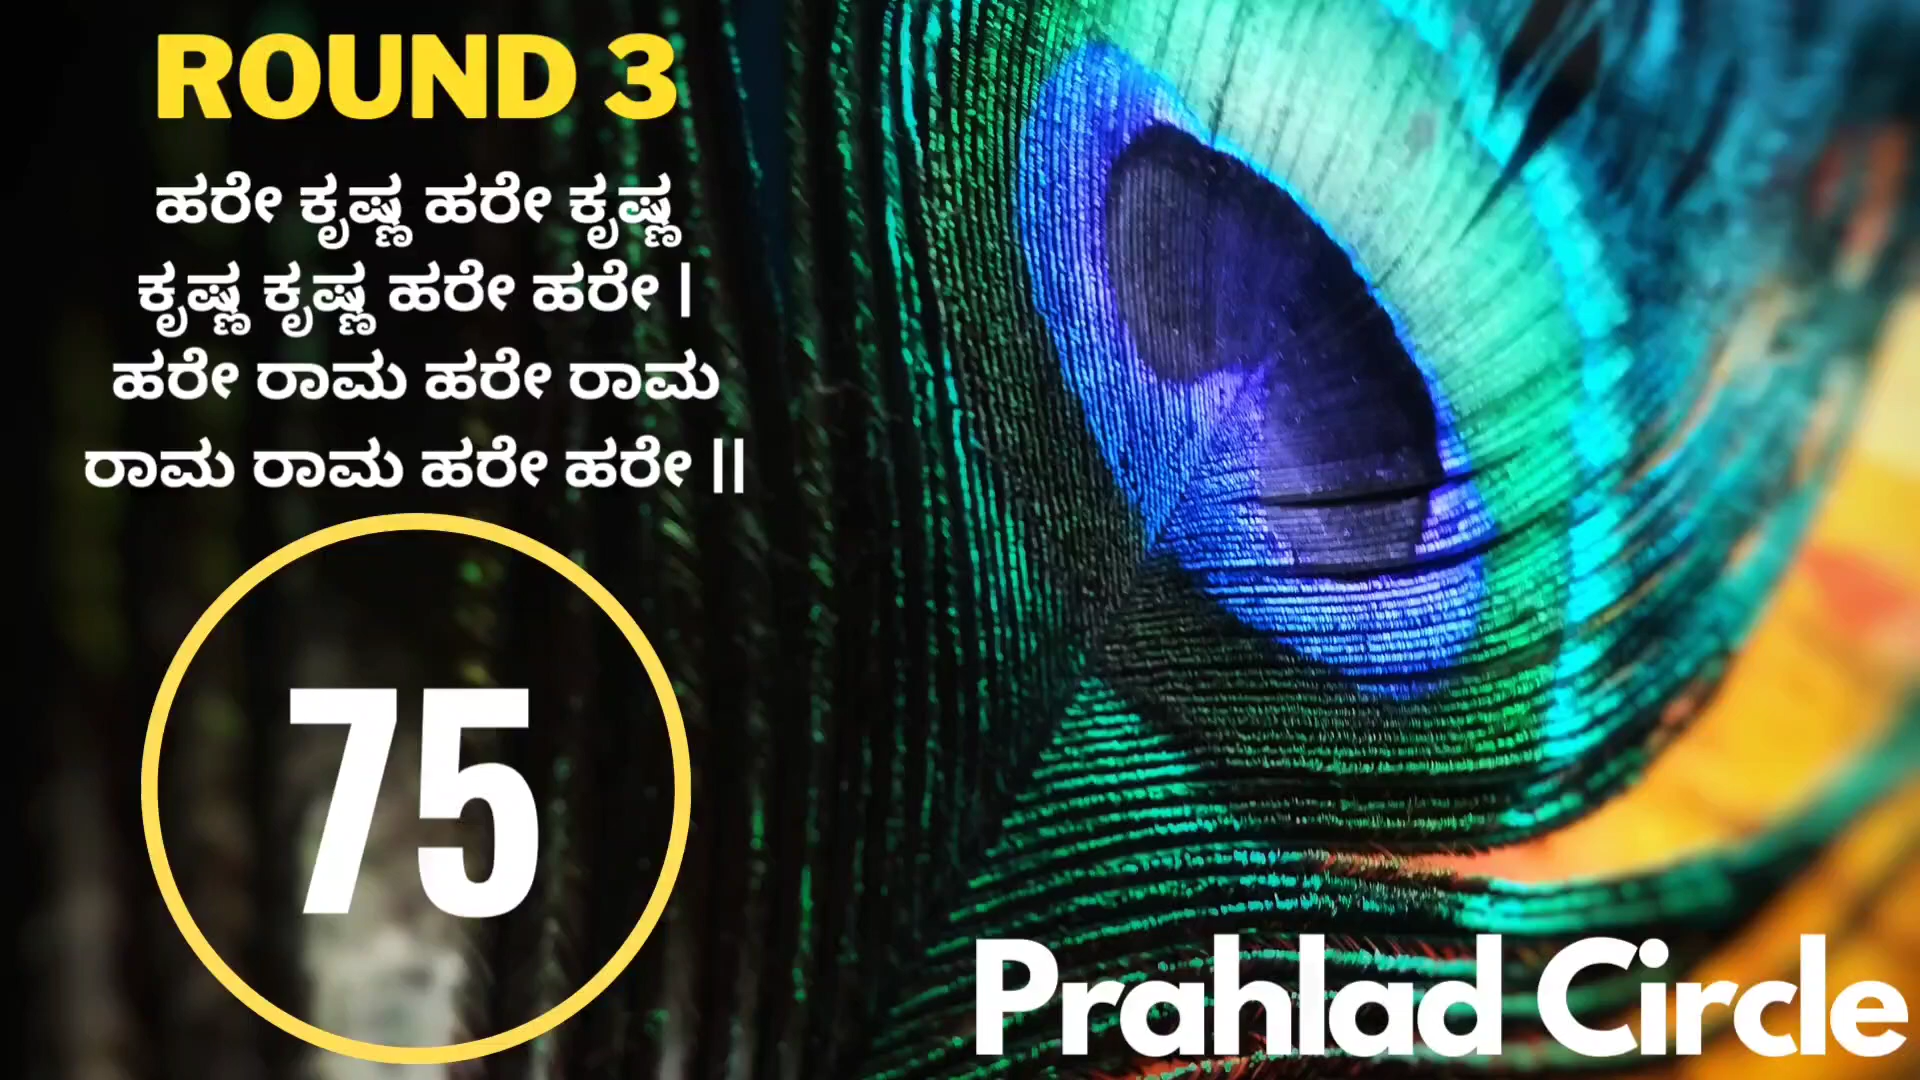 ROUND 3
ಹರೇ ಕೃಷ್ಣ ಹರೇ ಕೃಷ್ಣ
ಕೃಷ್ಣ ಕೃಷ್ಣ ಹರೇ ಹರೇ |
ಹರೇ ರಾಮ ಹರೇ ರಾಮ
ರಾಮ ರಾಮ ಹರೇ ಹರೇ ||
75
Prahlad Circle